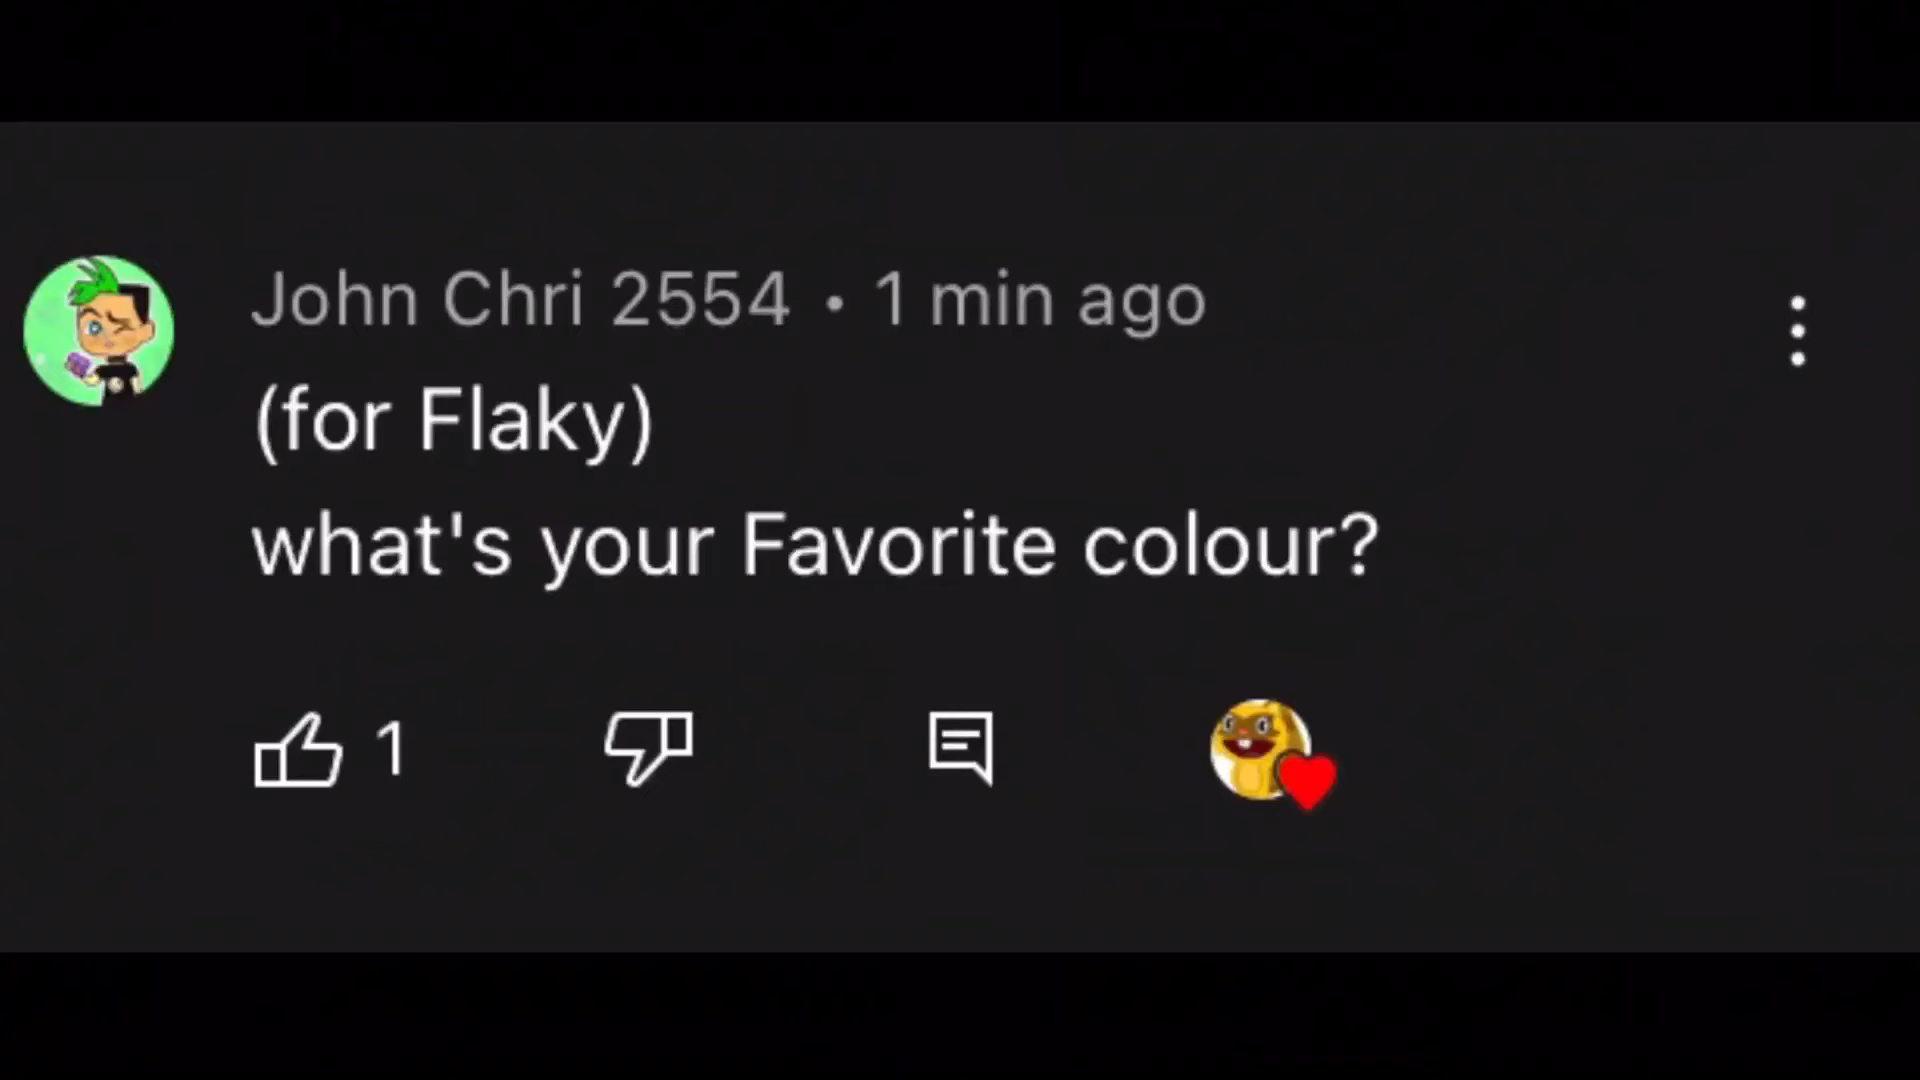 John Chri 2554 • 1 min ago
(for Flaky)
what's your Favorite colour?
1